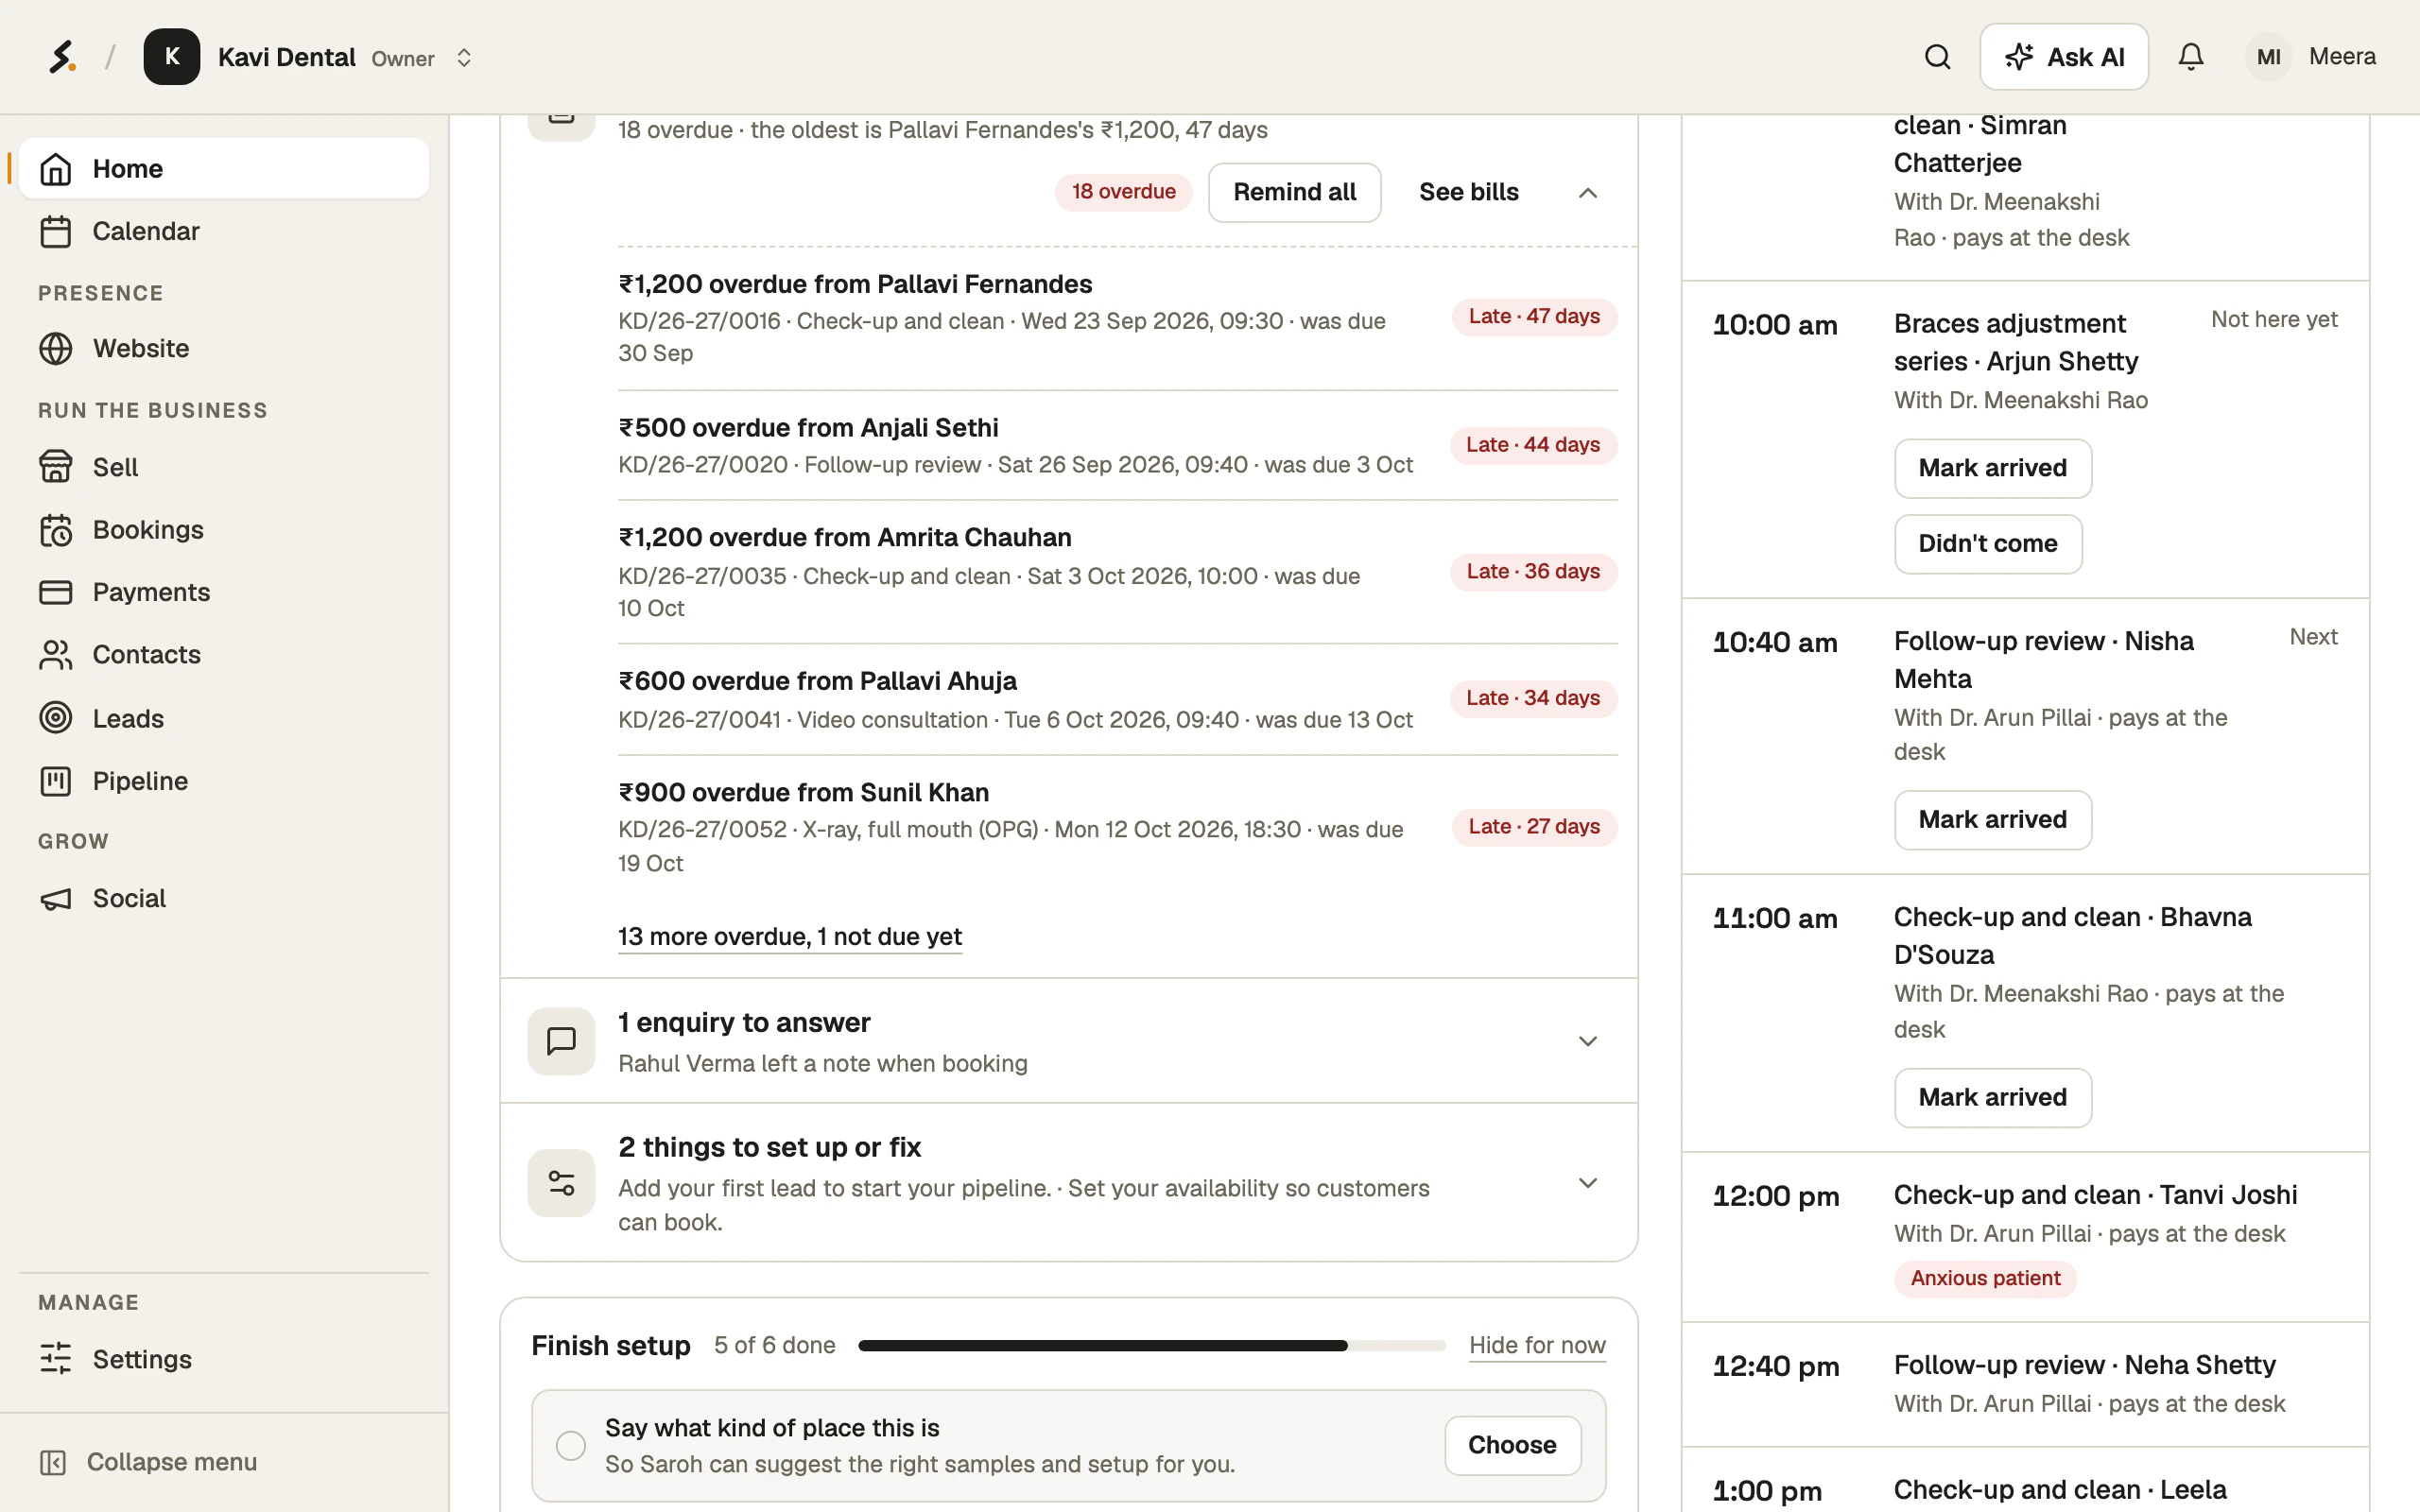 / K Kavi Dental Owner
Ask AI
MI Meera
Home
Calendar
PRESENCE
Website
RUN THE BUSINESS
Sell
Bookings
Payments
Contacts
Leads
Pipeline
GROW
Social
MANAGE
Settings
Collapse menu
18 overdue · the oldest is Pallavi Fernandes's ₹1,200, 47 days
18 overdue
Remind all
See bills
₹1,200 overdue from Pallavi Fernandes
KD/26-27/0016 · Check-up and clean · Wed 23 Sep 2026, 09:30 · was due
30 Sep
Late · 47 days
₹500 overdue from Anjali Sethi
KD/26-27/0020 · Follow-up review · Sat 26 Sep 2026, 09:40 · was due 3 Oct
Late · 44 days
₹1,200 overdue from Amrita Chauhan
KD/26-27/0035 · Check-up and clean · Sat 3 Oct 2026, 10:00 · was due
10 Oct
Late · 36 days
₹600 overdue from Pallavi Ahuja
KD/26-27/0041 · Video consultation · Tue 6 Oct 2026, 09:40 · was due 13 Oct
Late · 34 days
₹900 overdue from Sunil Khan
KD/26-27/0052 · X-ray, full mouth (OPG) · Mon 12 Oct 2026, 18:30 · was due
19 Oct
Late · 27 days
13 more overdue, 1 not due yet
1 enquiry to answer
Rahul Verma left a note when booking
2 things to set up or fix
Add your first lead to start your pipeline. · Set your availability so customers
can book.
Finish setup
5 of 6 done
Hide for now
Say what kind of place this is
So Saroh can suggest the right samples and setup for you.
Choose
clean · Simran
Chatterjee
With Dr. Meenakshi
Rao · pays at the desk
10:00 am
Braces adjustment
series · Arjun Shetty
Not here yet
With Dr. Meenakshi Rao
Mark arrived
Didn't come
10:40 am
Follow-up review · Nisha
Mehta
Next
With Dr. Arun Pillai · pays at the
desk
Mark arrived
11:00 am
Check-up and clean · Bhavna
D'Souza
With Dr. Meenakshi Rao · pays at the
desk
Mark arrived
12:00 pm
Check-up and clean · Tanvi Joshi
With Dr. Arun Pillai · pays at the desk
Anxious patient
12:40 pm
Follow-up review · Neha Shetty
With Dr. Arun Pillai · pays at the desk
1:00 pm
Check-up and clean · Leela